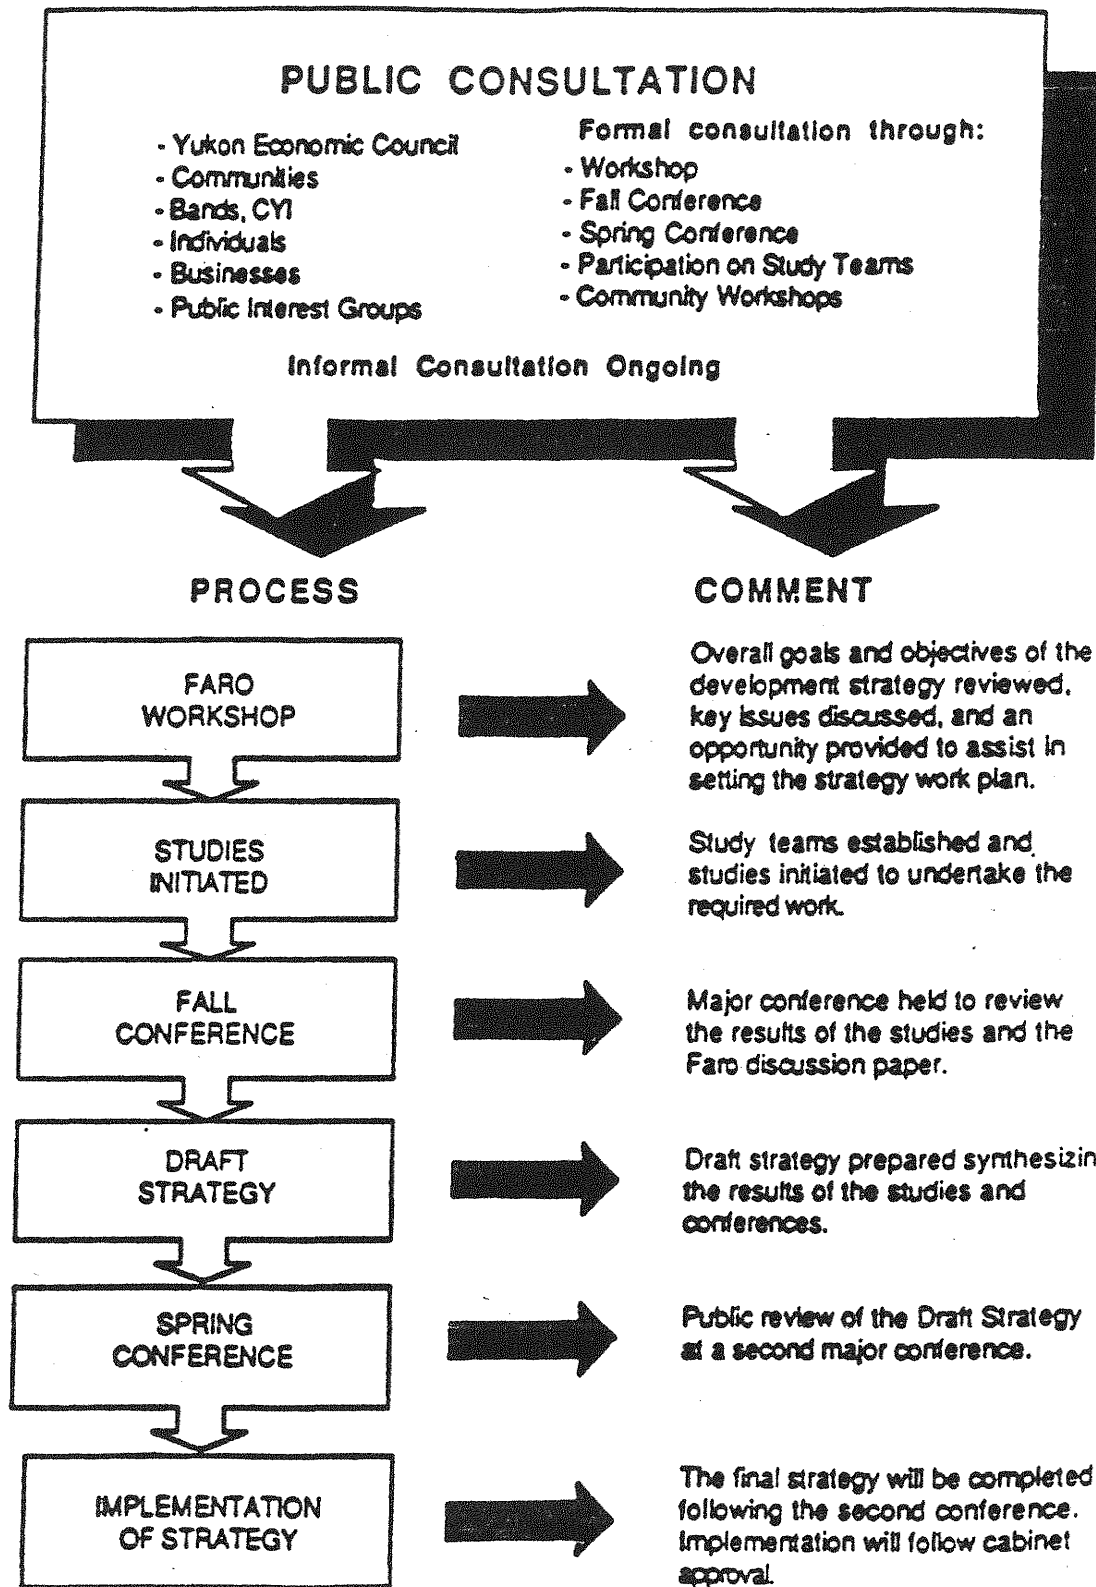 PUBLIC CONSULTATION
- Yukon Economic Council
- Communities
- Bands, CYI
- Individuals
- Businesses
- Public Interest Groups
Formal consultation through:
- Workshop
- Fall Conference
- Spring Conference
- Participation on Study Teams
- Community Workshops
Informal Consultation Ongoing
PROCESS
COMMENT
FARO
WORKSHOP
Overall goals and objectives of the
development strategy reviewed,
key issues discussed, and an
opportunity provided to assist in
setting the strategy work plan.
STUDIES
INITIATED
Study teams established and
studies initiated to undertake the
required work.
FALL
CONFERENCE
Major conference held to review
the results of the studies and the
Faro discussion paper.
DRAFT
STRATEGY
Draft strategy prepared synthesizin
the results of the studies and
conferences.
SPRING
CONFERENCE
Public review of the Draft Strategy
at a second major conference.
IMPLEMENTATION
OF STRATEGY
The final strategy will be completed
following the second conference.
Implementation will follow cabinet
approval.